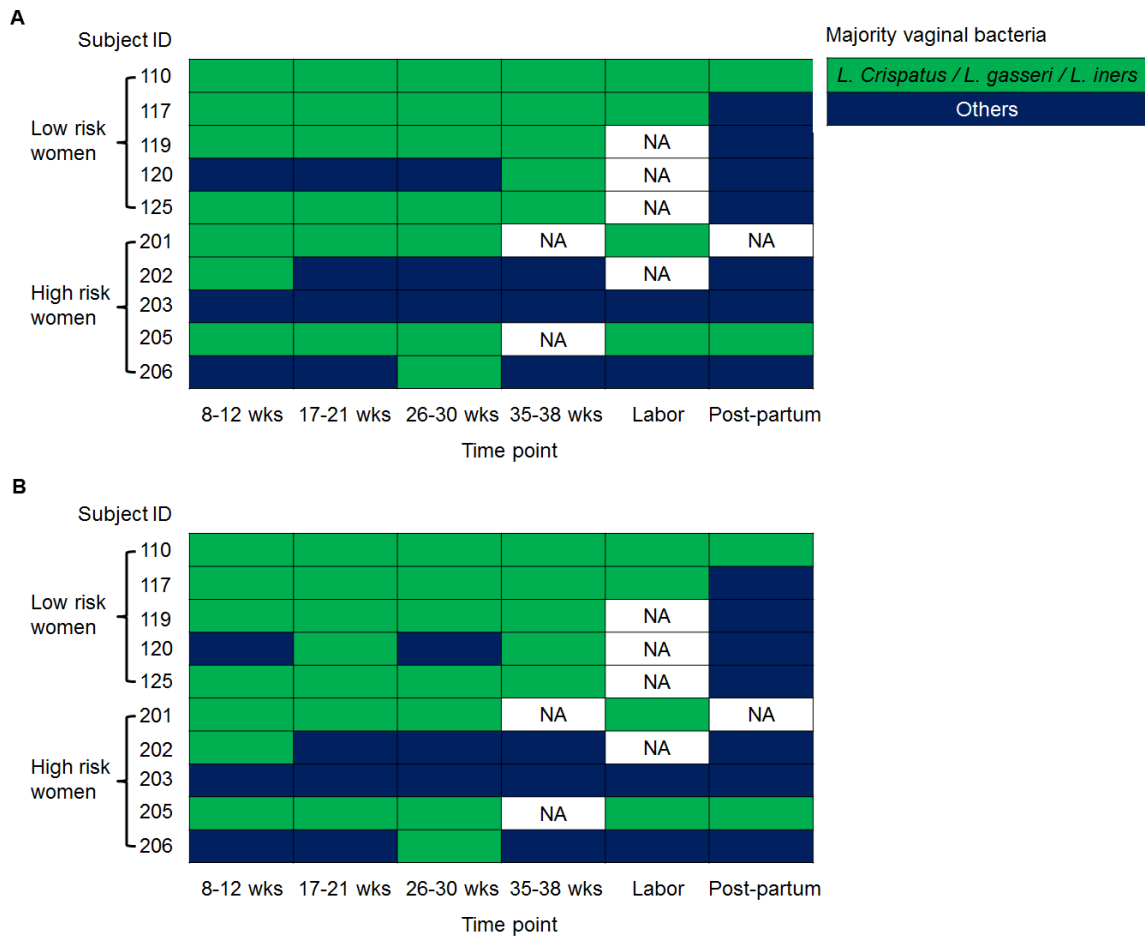 A
Subject ID
Majority vaginal bacteria
L. Crispatus / L. gasseri / L. iners
Others
Low risk
women
High risk
women
110
117
119 NA
120 NA
125 NA
201 NA NA
202 NA
203
205 NA
206
8-12 wks 17-21 wks 26-30 wks 35-38 wks Labor Post-partum
Time point
B
Subject ID
Low risk
women
High risk
women
110
117
119 NA
120 NA
125 NA
201 NA NA
202 NA
203
205 NA
206
8-12 wks 17-21 wks 26-30 wks 35-38 wks Labor Post-partum
Time point